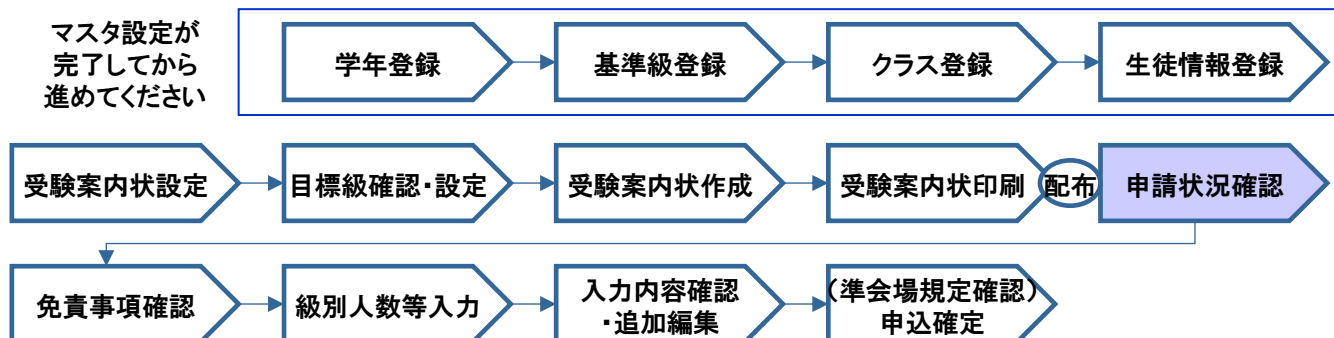 マスタ設定が
完了してから
進めてください
学年登録
基準級登録
クラス登録
生徒情報登録
受験案内状設定
目標級確認・設定
受験案内状作成
受験案内状印刷
配布
申請状況確認
免責事項確認
級別人数等入力
入力内容確認
・追加編集
（準会場規定確認）
申込確定